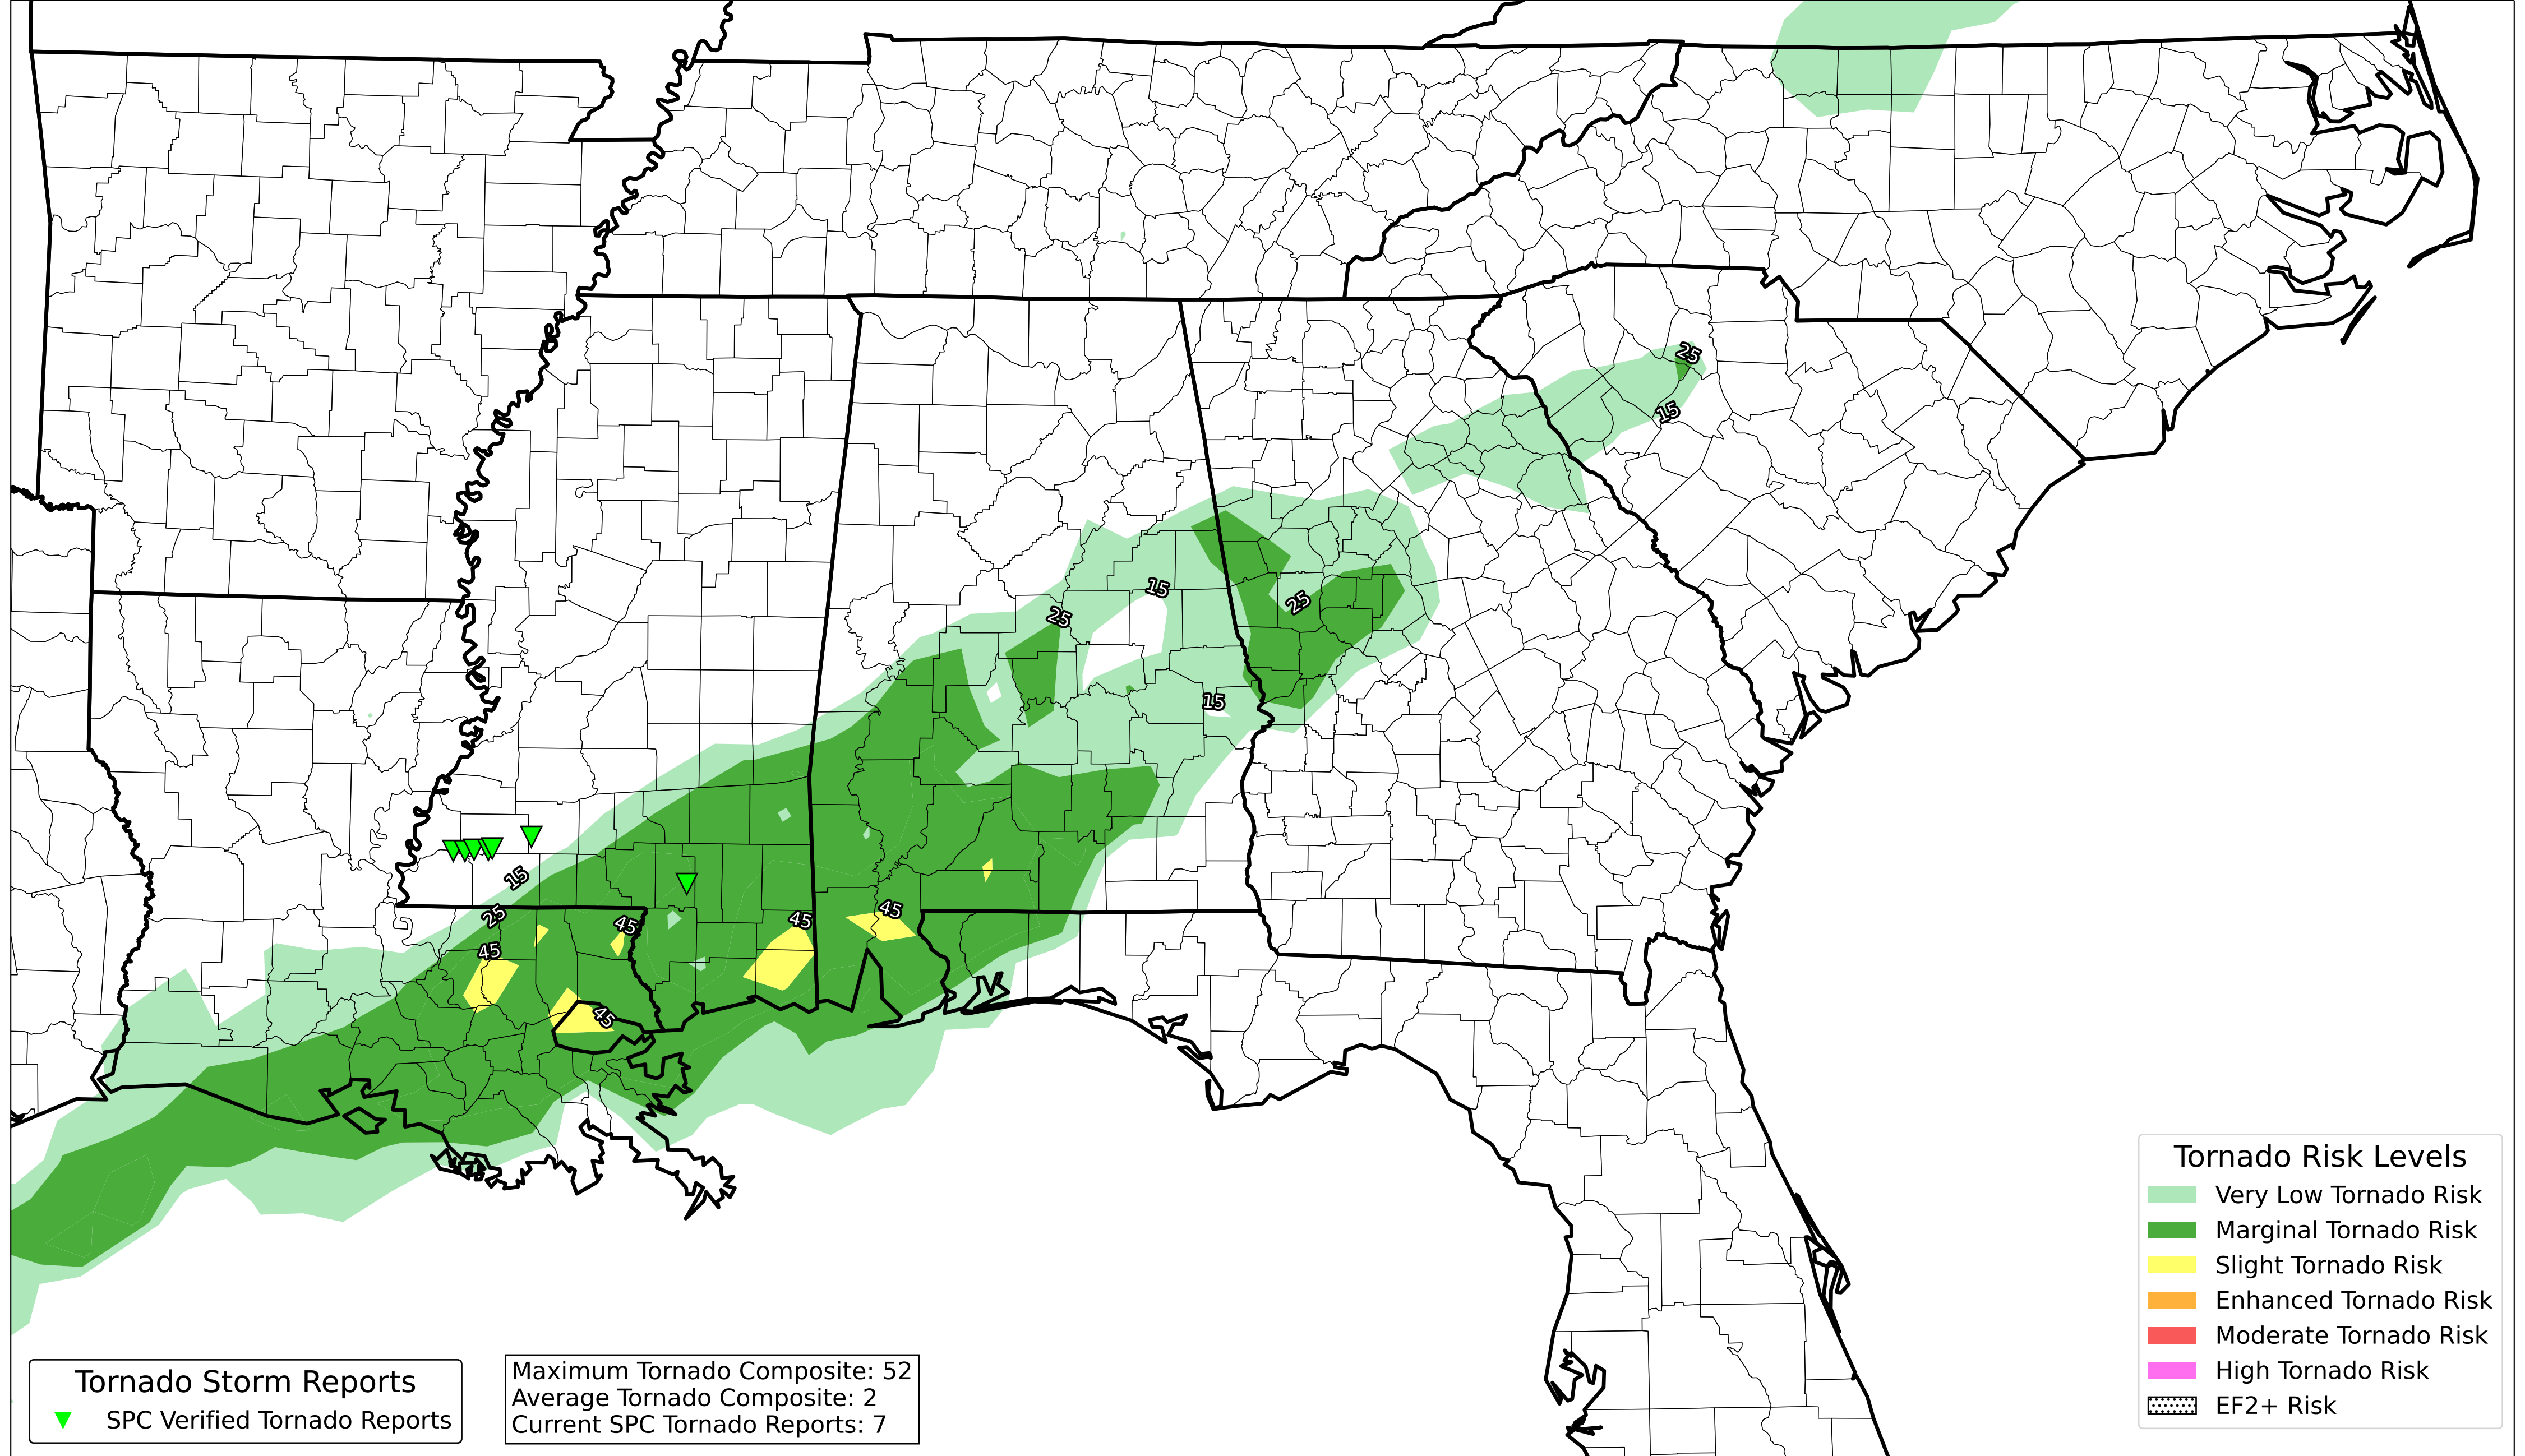 25
15
15
25
25
15
15
25
45
45
45
45
45
Tornado Storm Reports
SPC Verified Tornado Reports
Maximum Tornado Composite: 52
Average Tornado Composite: 2
Current SPC Tornado Reports: 7
Tornado Risk Levels
Very Low Tornado Risk
Marginal Tornado Risk
Slight Tornado Risk
Enhanced Tornado Risk
Moderate Tornado Risk
High Tornado Risk
EF2+ Risk